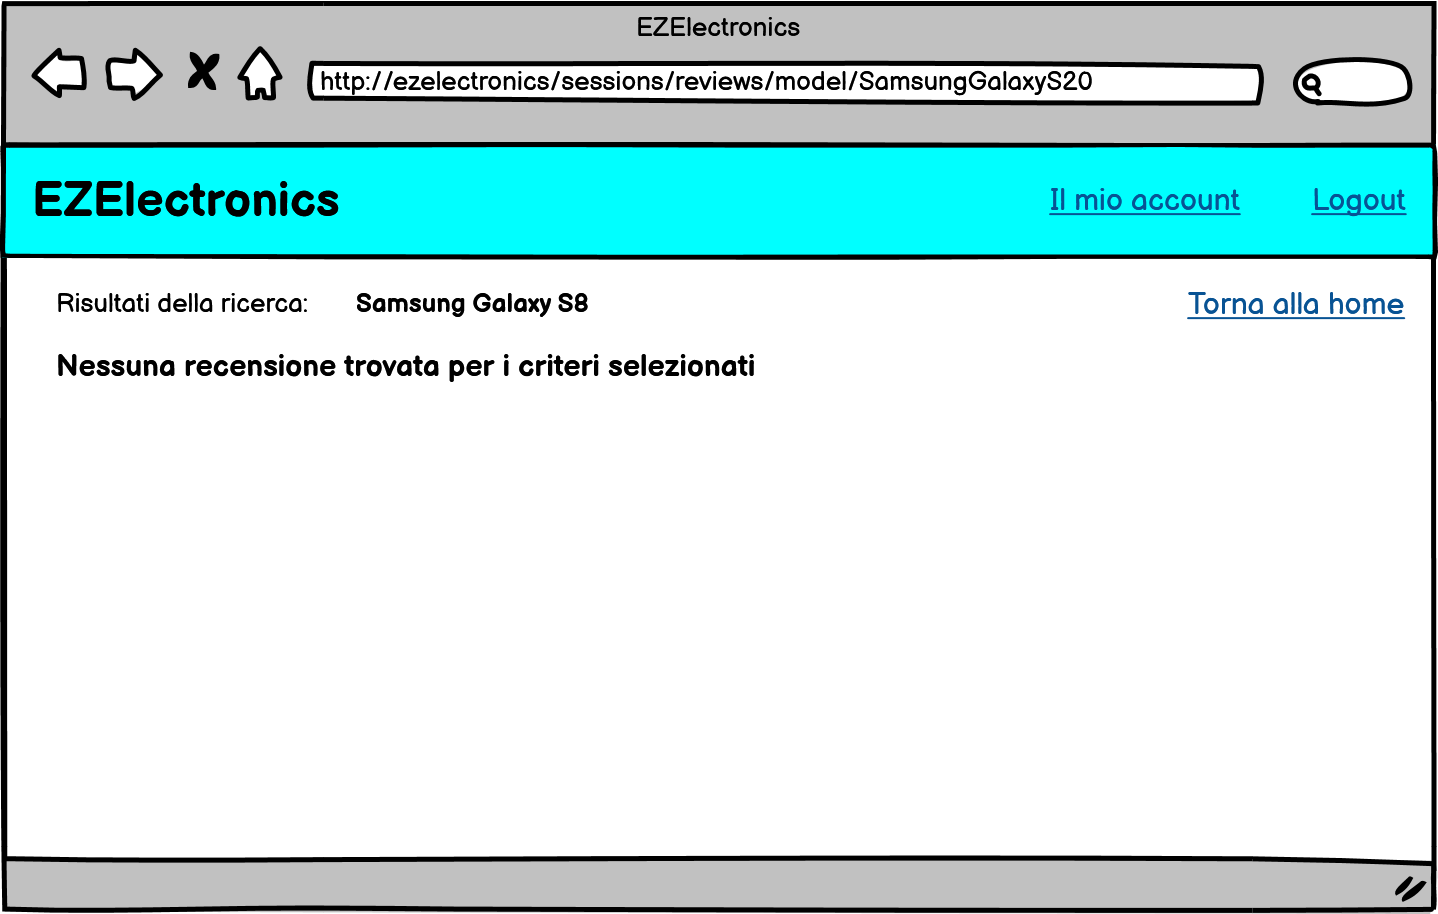 EZElectronics
http://ezelectronics/sessions/reviews/model/SamsungGalaxyS20
EZElectronics
Il mio account
Logout
Risultati della ricerca: Samsung Galaxy S8
Torna alla home
Nessuna recensione trovata per i criteri selezionati